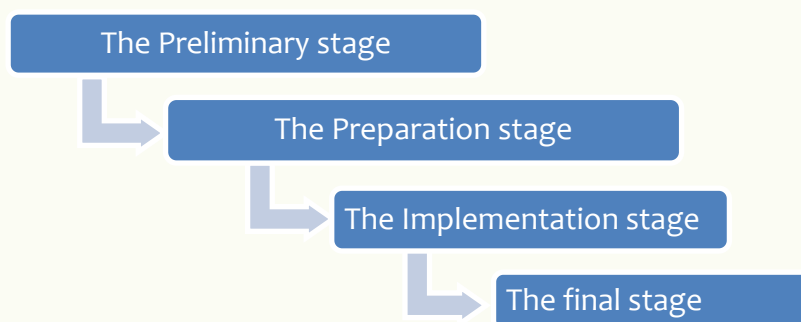 The Preliminary stage
The Preparation stage
The Implementation stage
The final stage